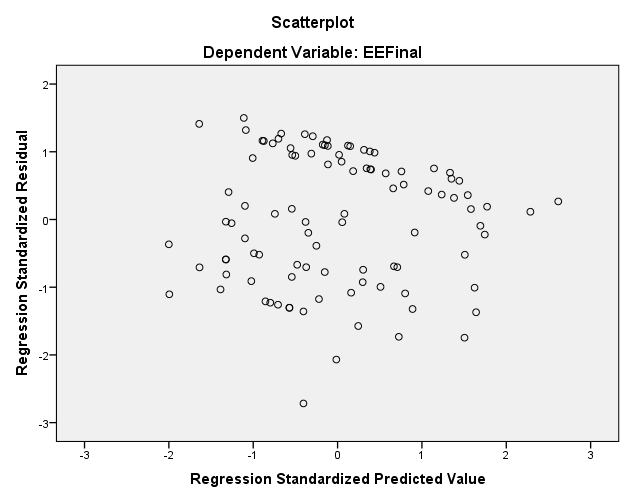 Scatterplot
Dependent Variable: EEFinal
Regression Standardized Residual
2
1
0
-1
-2
-3
-3 -2 -1 0 1 2 3
Regression Standardized Predicted Value